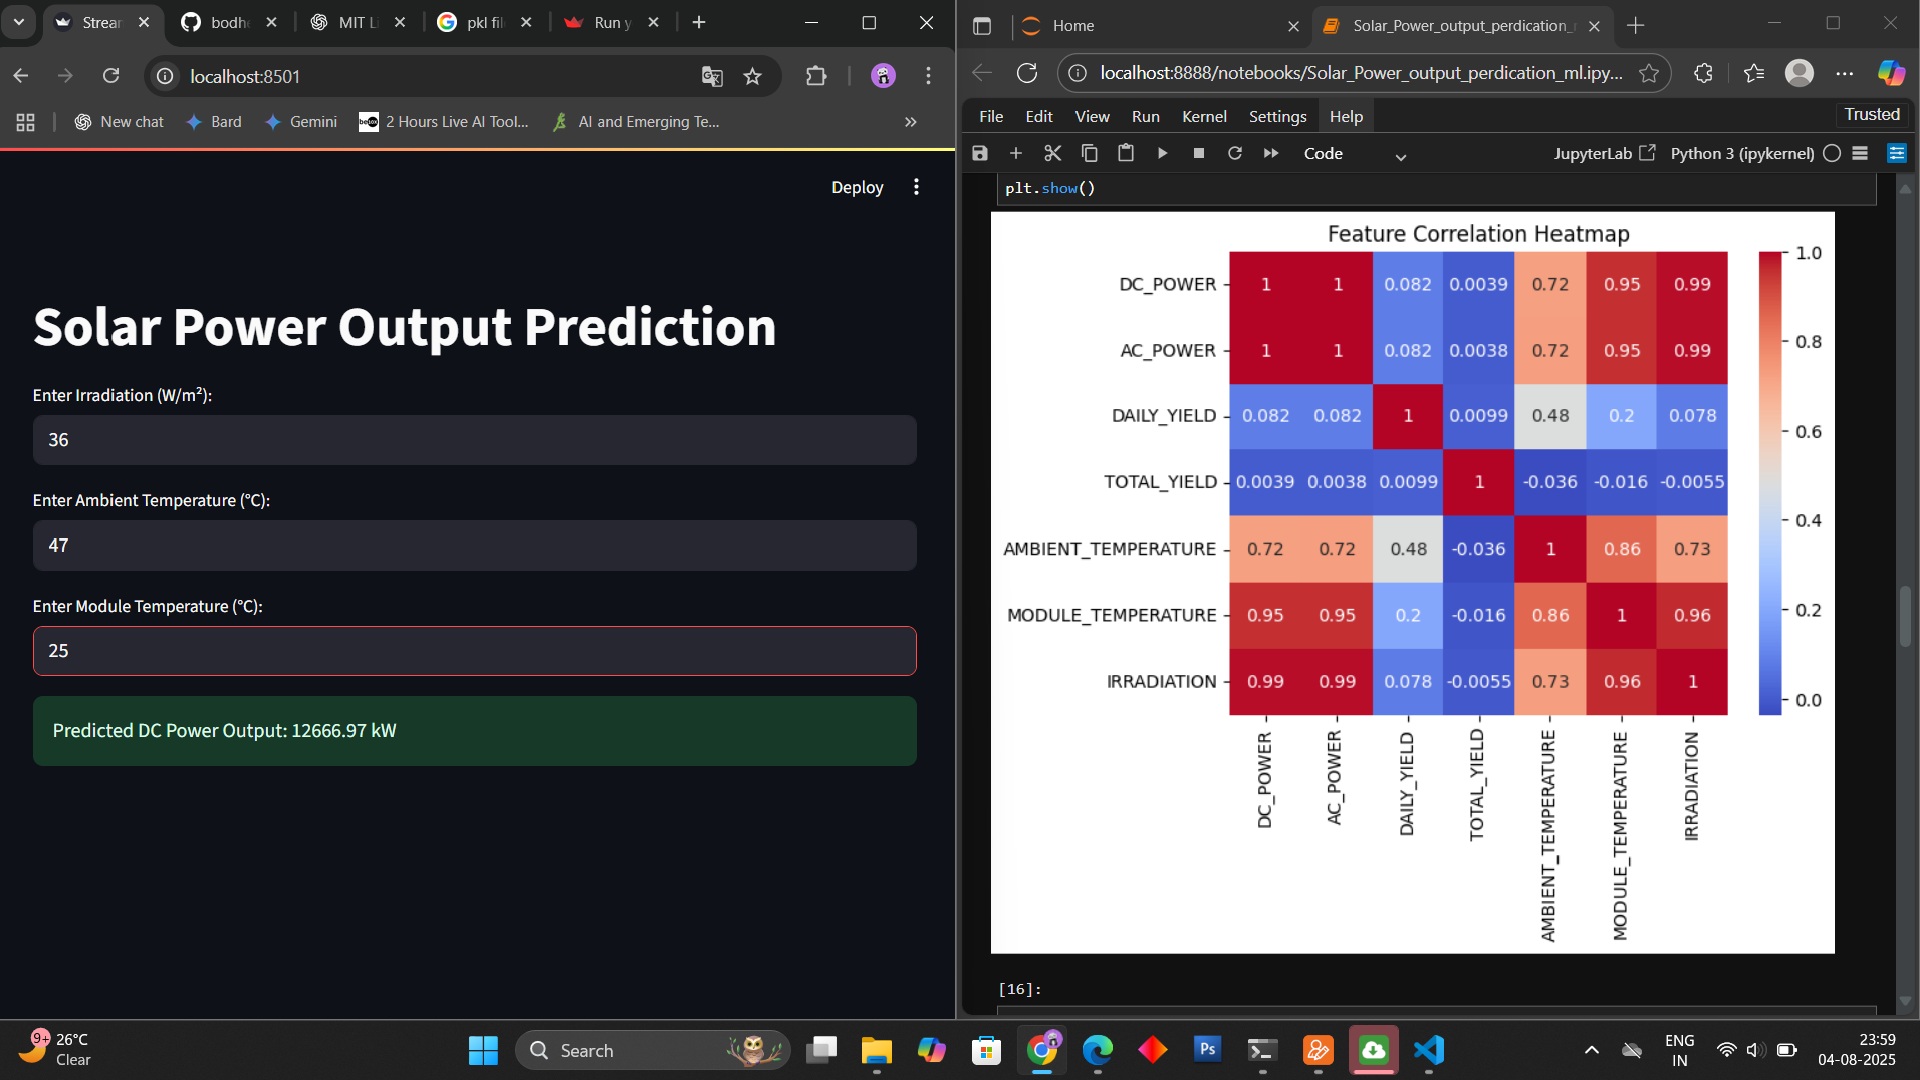 Strear
bodhe
MIT Li
pkl file
Run y
localhost:8501
New chat
Bard
Gemini
2 Hours Live AI Tool...
AI and Emerging Te...
Deploy
Solar Power Output Prediction
Enter Irradiation (W/m²):
36
Enter Ambient Temperature (°C):
47
Enter Module Temperature (°C):
25
Predicted DC Power Output: 12666.97 kW
Home
Solar_Power_output_perdication_
localhost:8888/notebooks/Solar_Power_output_perdication_ml.ipy...
File Edit View Run Kernel Settings Help
Trusted
Code
JupyterLab
Python 3 (ipykernel)
plt.show()
Feature Correlation Heatmap
DC_POWER 1 1 0.082 0.0039 0.72 0.95 0.99
AC_POWER 1 1 0.082 0.0038 0.72 0.95 0.99
DAILY_YIELD 0.082 0.082 1 0.0099 0.48 0.2 0.078
TOTAL_YIELD 0.0039 0.0038 0.0099 1 -0.036 -0.016 -0.0055
AMBIENT_TEMPERATURE 0.72 0.72 0.48 -0.036 1 0.86 0.73
MODULE_TEMPERATURE 0.95 0.95 0.2 -0.016 0.86 1 0.96
IRRADIATION 0.99 0.99 0.078 -0.0055 0.73 0.96 1
DC_POWER
AC_POWER
DAILY_YIELD
TOTAL_YIELD
AMBIENT_TEMPERATURE
MODULE_TEMPERATURE
IRRADIATION
1.0
0.8
0.6
0.4
0.2
0.0
[16]:
9+
26°C
Clear
Search
Ps
ENG
IN
23:59
04-08-2025